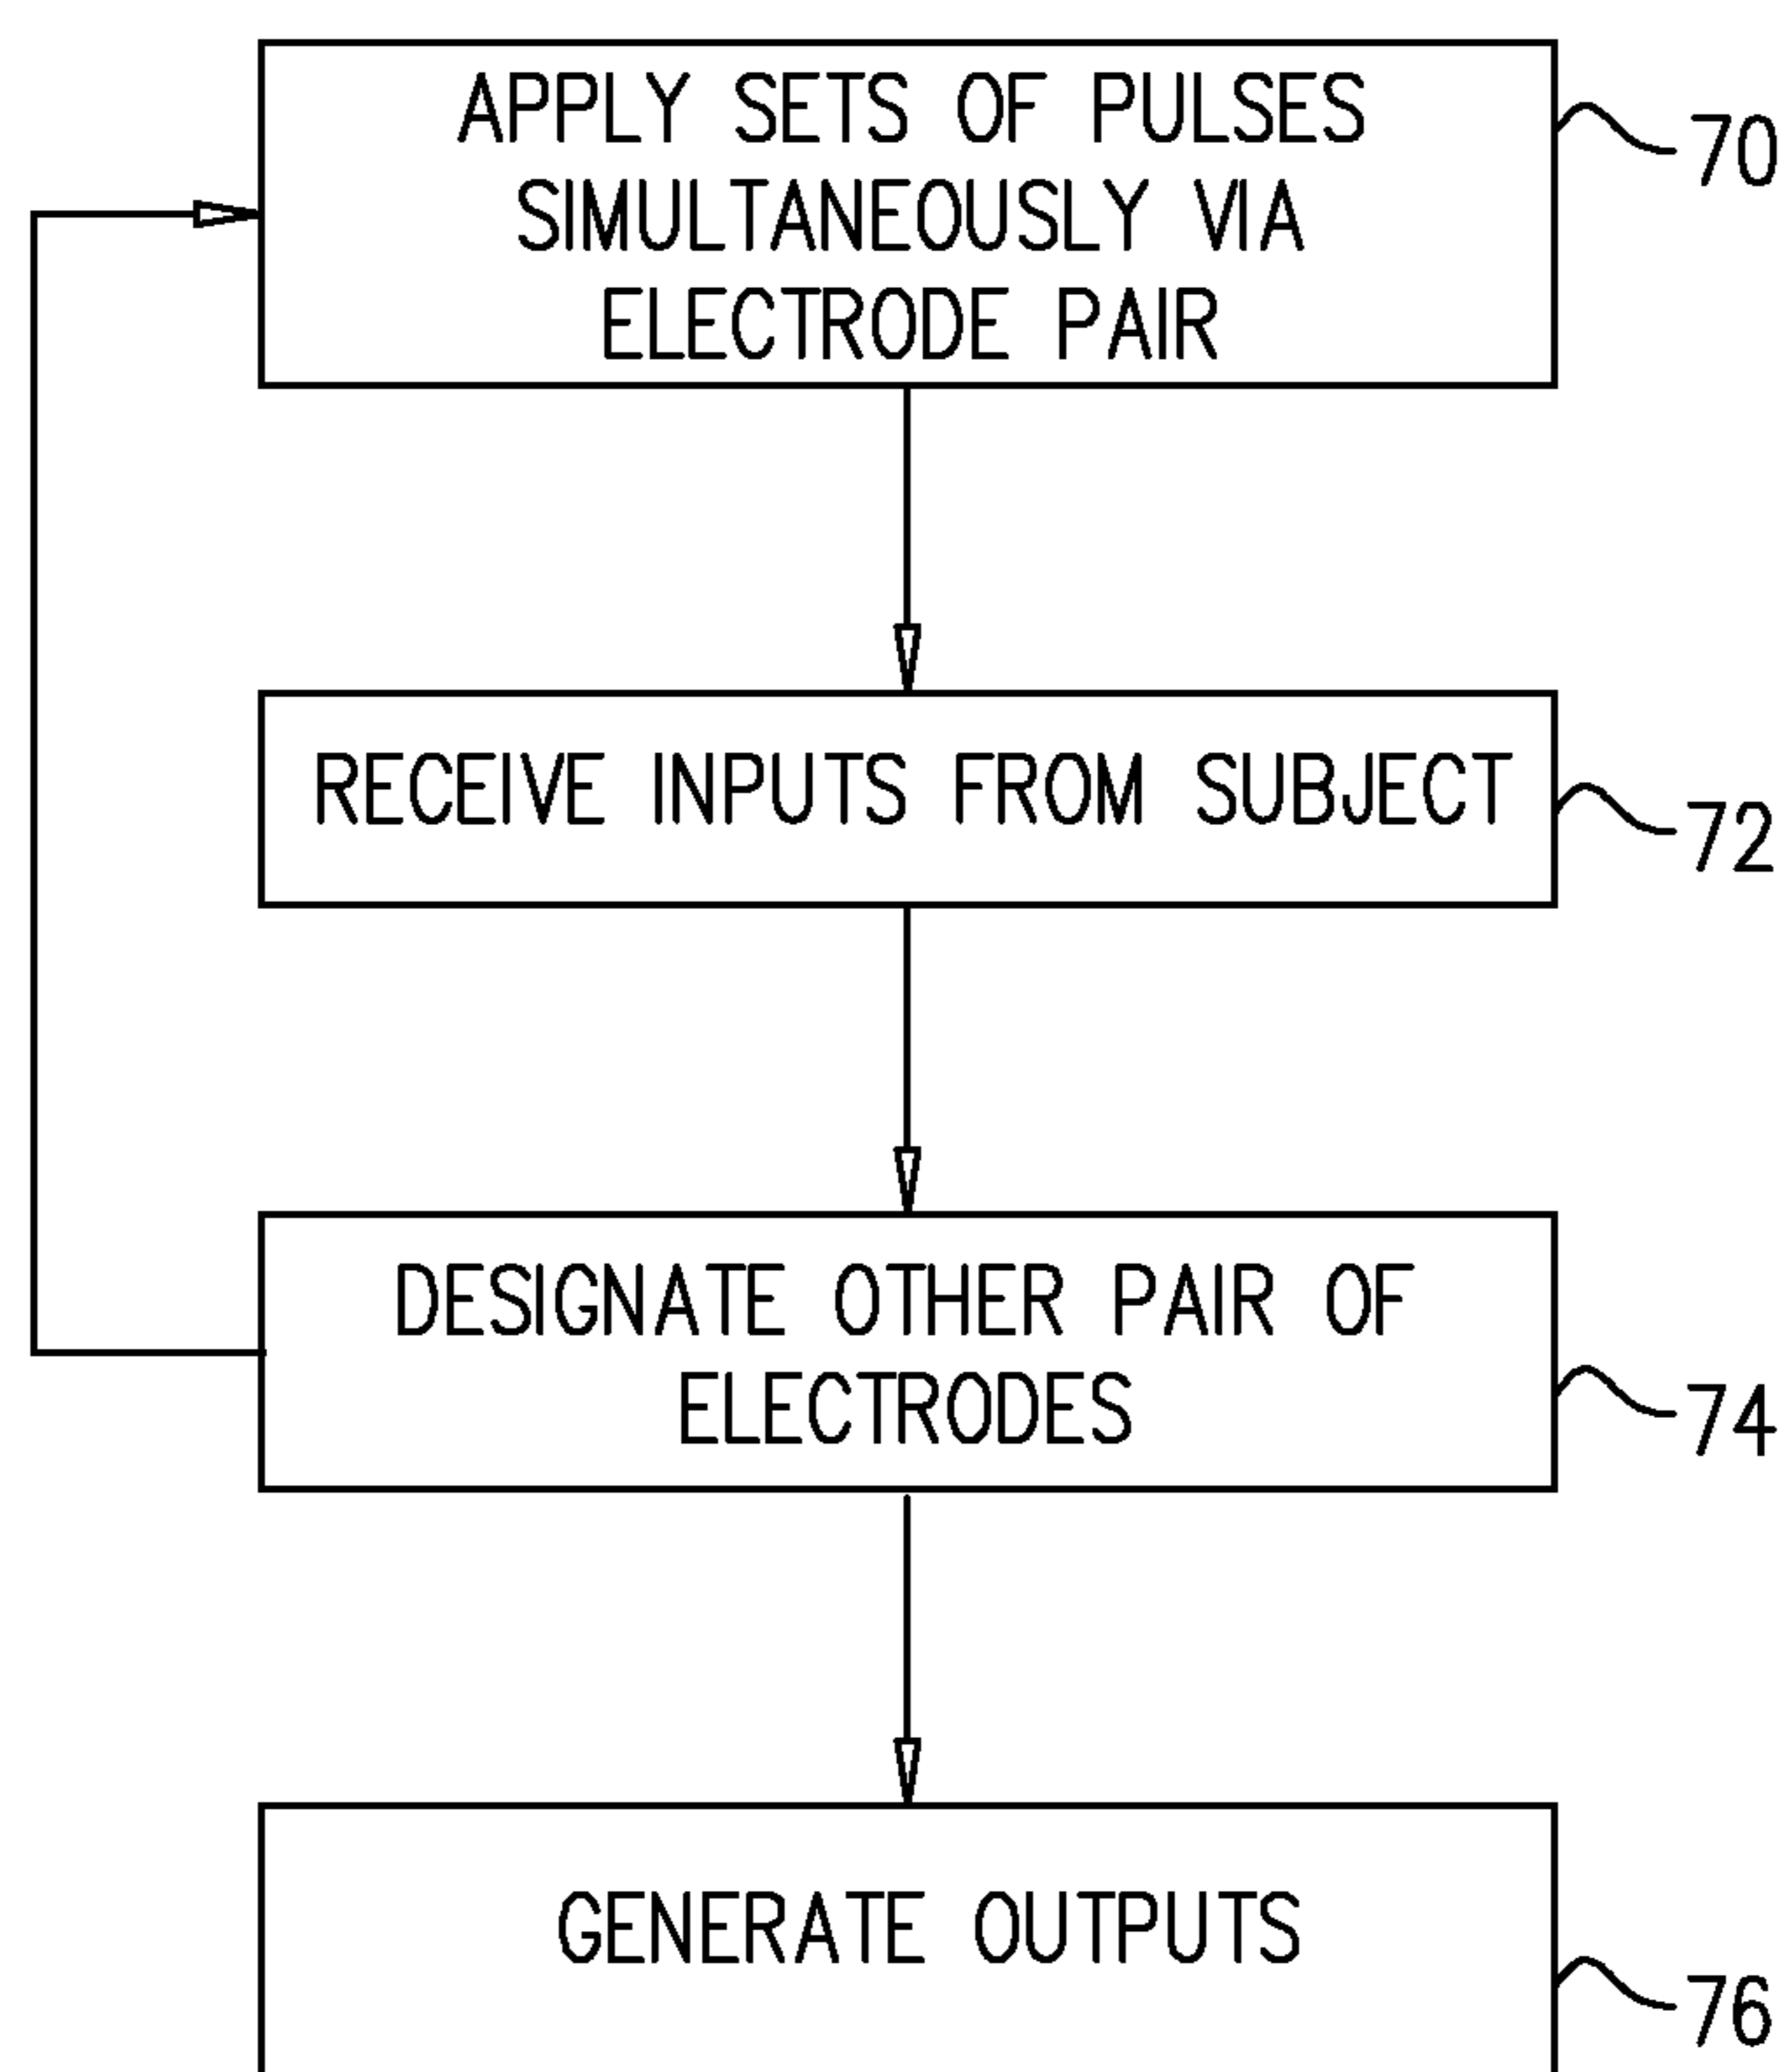 APPLY SETS OF PULSES
SIMULTANEOUSLY VIA
ELECTRODE PAIR
70
RECEIVE INPUTS FROM SUBJECT
72
DESIGNATE OTHER PAIR OF
ELECTRODES
74
GENERATE OUTPUTS
76